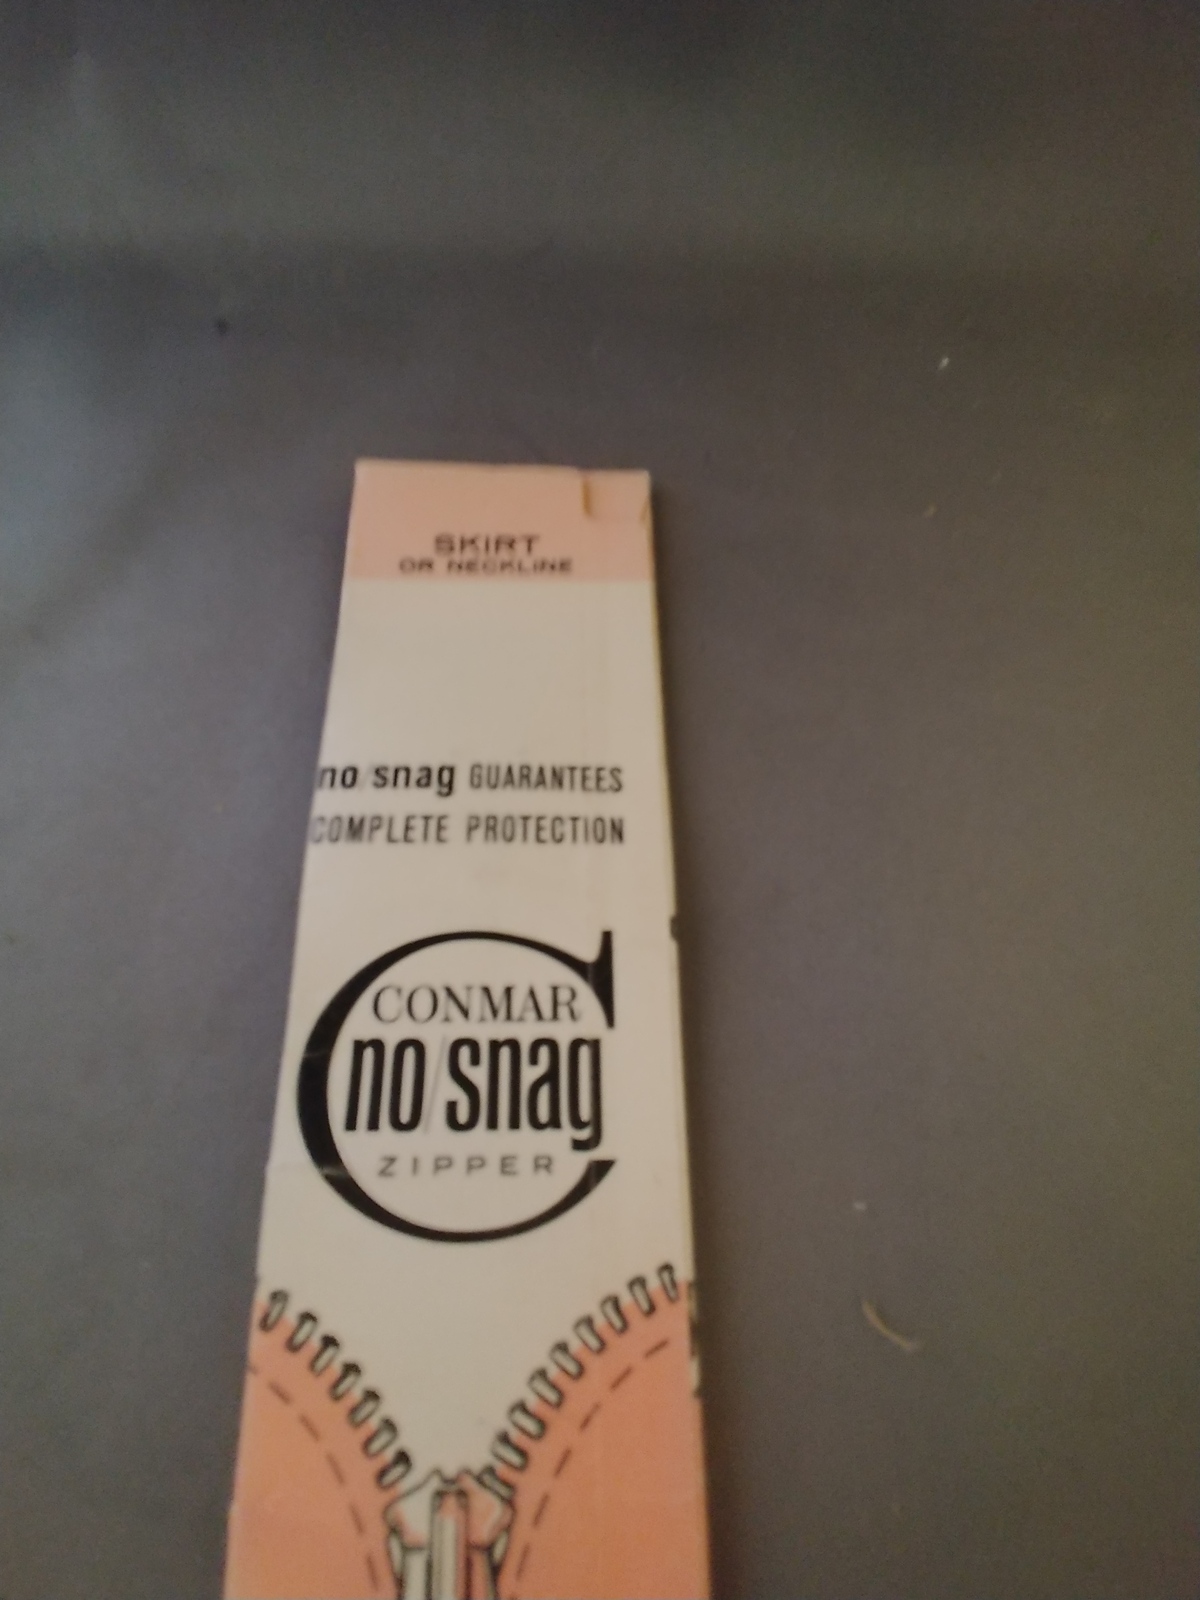 SKIRT
OR NECKLINE
no/snag GUARANTEES
COMPLETE PROTECTION
CONMAR
no/snag
ZIPPER